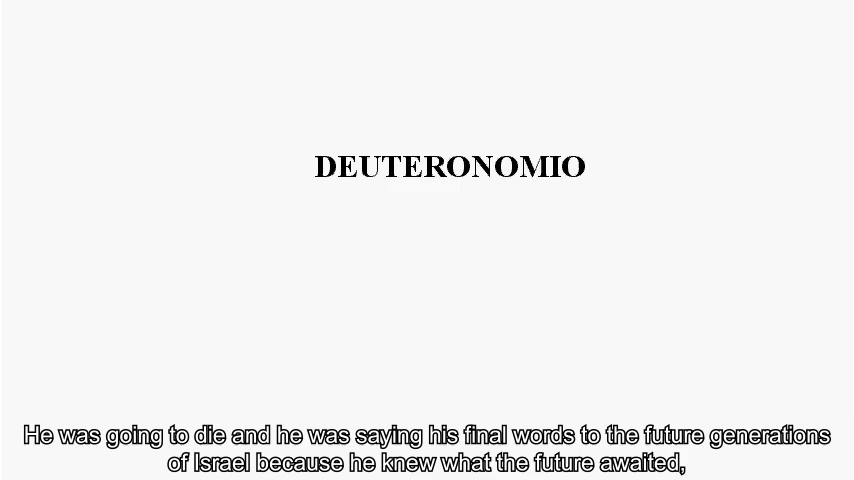 DEUTERONOMIO
He was going to die and he was saying his final words to the future generations
of Israel because he knew what the future awaited,